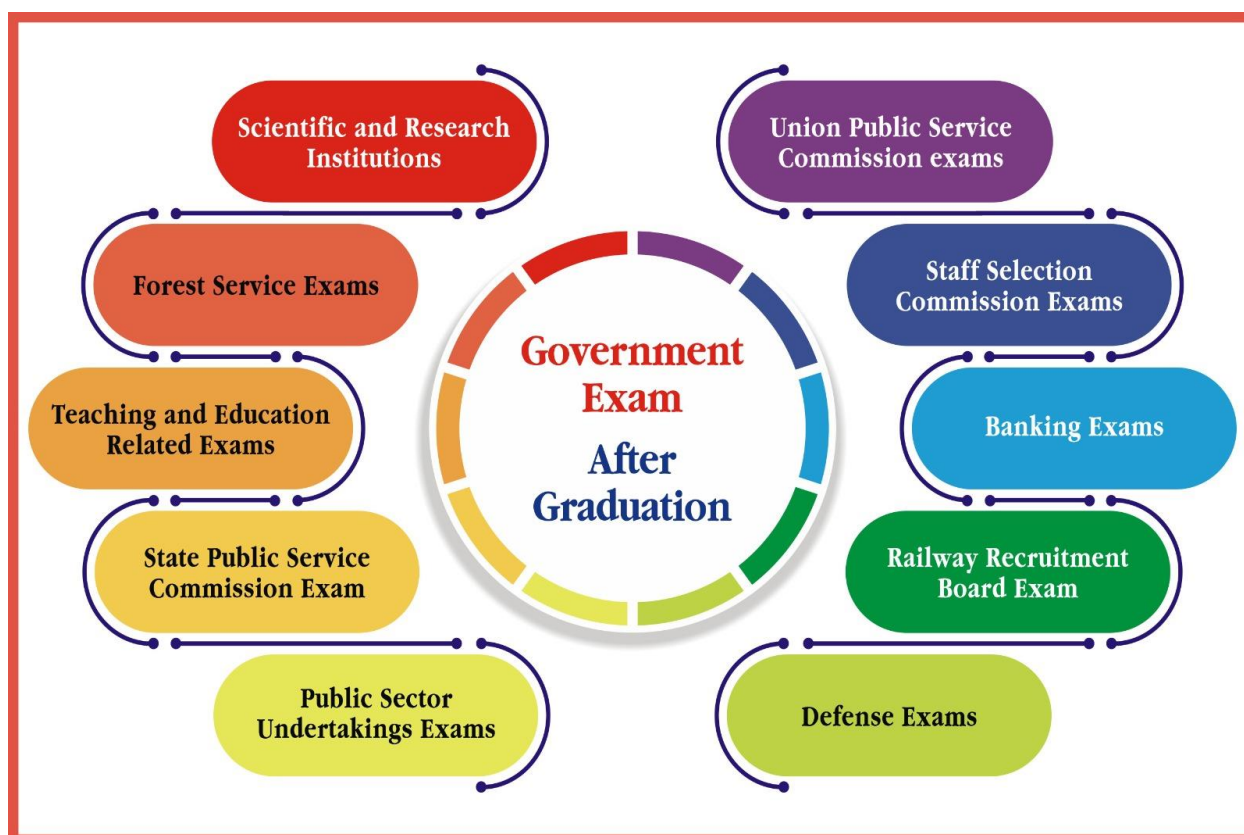 Scientific and Research
Institutions
Union Public Service
Commission exams
Forest Service Exams
Staff Selection
Commission Exams
Government
Exam
After
Graduation
Teaching and Education
Related Exams
Banking Exams
State Public Service
Commission Exam
Railway Recruitment
Board Exam
Public Sector
Undertakings Exams
Defense Exams